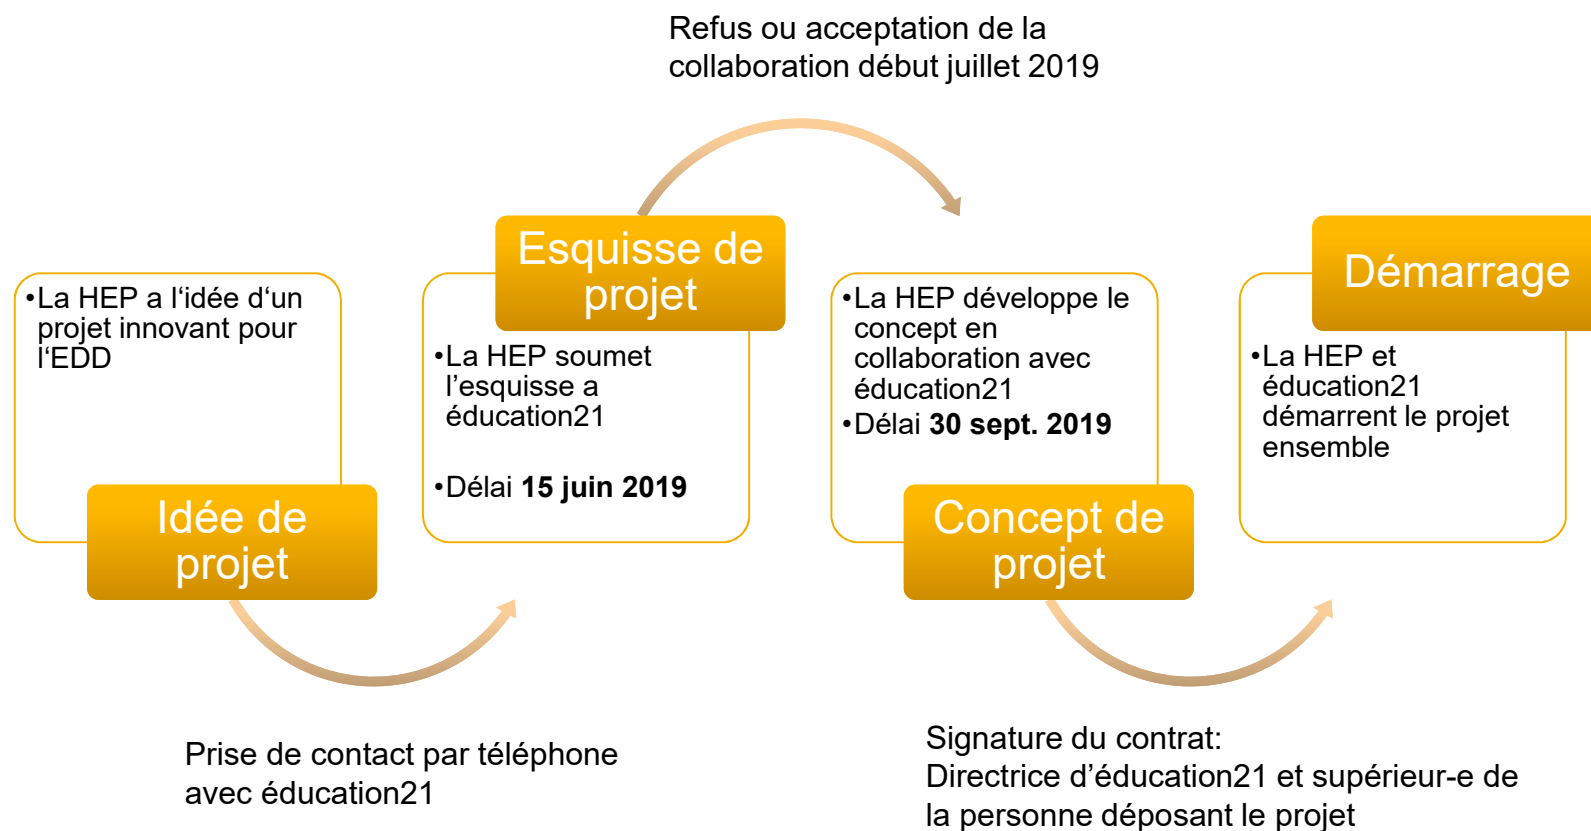 Refus ou acceptation de la
collaboration début juillet 2019
•La HEP a l‘idée d‘un
projet innovant pour
l‘EDD
Idée de
projet
Prise de contact par téléphone
avec éducation21
Esquisse de
projet
•La HEP soumet
l’esquisse a
éducation21
•Délai 15 juin 2019
•La HEP développe le
concept en
collaboration avec
éducation21
•Délai 30 sept. 2019
Concept de
projet
Signature du contrat:
Directrice d’éducation21 et supérieur-e de
la personne déposant le projet
Démarrage
•La HEP et
éducation21
démarrent le projet
ensemble